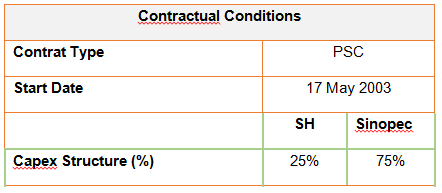 Contractual Conditions
Contrat Type PSC
Start Date 17 May 2003
SH Sinopec
Capex Structure (%) 25% 75%